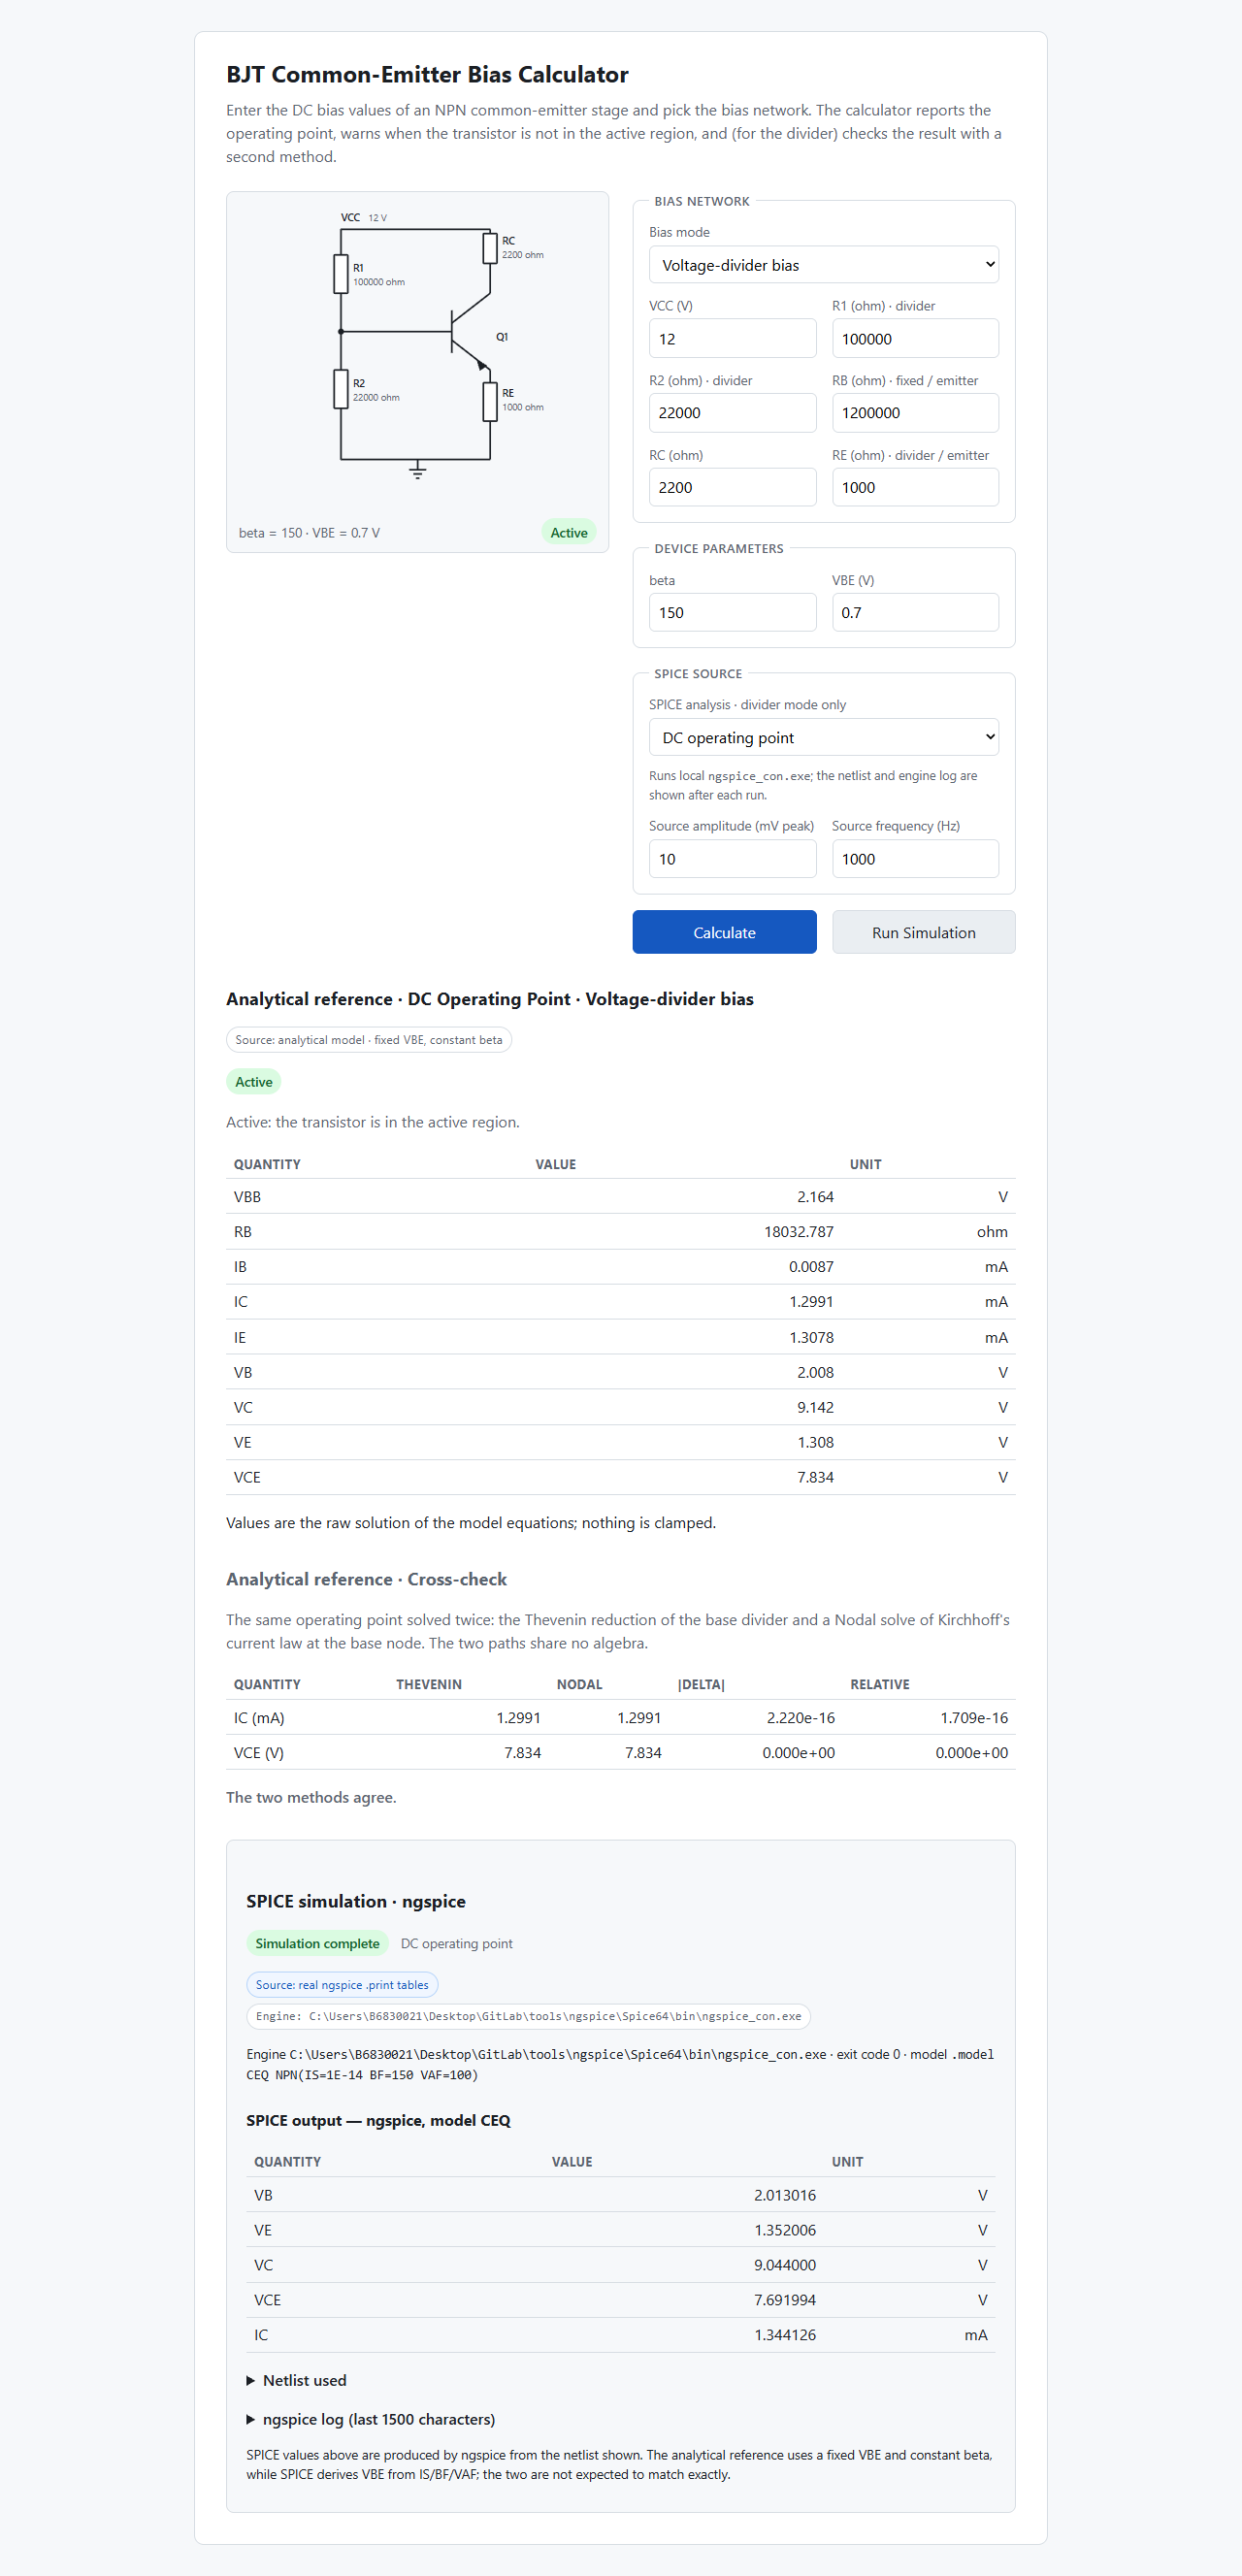 BJT Common-Emitter Bias Calculator
Enter the DC bias values of an NPN common-emitter stage and pick the bias network. The calculator reports the
operating point, warns when the transistor is not in the active region, and (for the divider) checks the result with a
second method.
VCC 12 V
RC
2200 ohm
R1
100000 ohm
Q1
R2
22000 ohm
RE
1000 ohm
beta = 150 · VBE = 0.7 V
Active
BIAS NETWORK
Bias mode
Voltage-divider bias
VCC (V)
R1 (ohm) · divider
12
100000
R2 (ohm) · divider
RB (ohm) · fixed / emitter
22000
1200000
RC (ohm)
RE (ohm) · divider / emitter
2200
1000
DEVICE PARAMETERS
beta
VBE (V)
150
0.7
SPICE SOURCE
SPICE analysis · divider mode only
DC operating point
Runs local ngspice_con.exe; the netlist and engine log are
shown after each run.
Source amplitude (mV peak)
Source frequency (Hz)
10
1000
Calculate
Run Simulation
Analytical reference · DC Operating Point · Voltage-divider bias
Source: analytical model · fixed VBE, constant beta
Active
Active: the transistor is in the active region.
QUANTITY VALUE UNIT
VBB 2.164 V
RB 18032.787 ohm
IB 0.0087 mA
IC 1.2991 mA
IE 1.3078 mA
VB 2.008 V
VC 9.142 V
VE 1.308 V
VCE 7.834 V
Values are the raw solution of the model equations; nothing is clamped.
Analytical reference · Cross-check
The same operating point solved twice: the Thevenin reduction of the base divider and a Nodal solve of Kirchhoff's
current law at the base node. The two paths share no algebra.
QUANTITY THEVENIN NODAL |DELTA| RELATIVE
IC (mA) 1.2991 1.2991 2.220e-16 1.709e-16
VCE (V) 7.834 7.834 0.000e+00 0.000e+00
The two methods agree.
SPICE simulation · ngspice
Simulation complete DC operating point
Source: real ngspice .print tables
Engine: C:\Users\B6830021\Desktop\GitLab\tools\ngspice\Spice64\bin\ngspice_con.exe
Engine C:\Users\B6830021\Desktop\GitLab\tools\ngspice\Spice64\bin\ngspice_con.exe · exit code 0 · model .model
CEQ NPN(IS=1E-14 BF=150 VAF=100)
SPICE output — ngspice, model CEQ
QUANTITY VALUE UNIT
VB 2.013016 V
VE 1.352006 V
VC 9.044000 V
VCE 7.691994 V
IC 1.344126 mA
Netlist used
ngspice log (last 1500 characters)
SPICE values above are produced by ngspice from the netlist shown. The analytical reference uses a fixed VBE and constant beta,
while SPICE derives VBE from IS/BF/VAF; the two are not expected to match exactly.